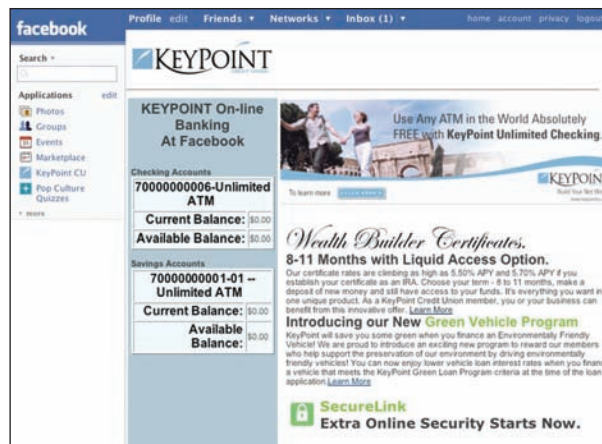 facebook
Profile edit Friends Networks Inbox (1) home account privacy logout
Search
Applications edit
Photos
Groups
Events
Marketplace
KeyPoint CU
Pop Culture
Quizzes
more
KEYPOINT
CREDIT UNION
KEYPOINT On-line
Banking
At Facebook
Checking Accounts
70000000006-Unlimited
ATM
Current Balance: $0.00
Available Balance: $0.00
Savings Accounts
70000000001-01 --
Unlimited ATM
Current Balance: $0.00
Available
Balance: $0.00
Use Any ATM in the World Absolutely
FREE with KeyPoint Unlimited Checking.
To learn more
KEYPOIN
Wealth Builder Certificates.
8-11 Months with Liquid Access Option.
Our certificate rates are climbing as high as 5.50% APY and 5.70% APY if you
establish your certificate as an IRA. Choose your term - 8 to 11 months, make a
deposit of new money and still have access to your funds. It's everything you want in
one unique product. As a KeyPoint Credit Union member, you or your business can
benefit from this innovative offer. Learn More
Introducing our New Green Vehicle Program
KeyPoint will save you some green when you finance an Environmentally Friendly
Vehicle! We are proud to introduce an exciting new program to reward our members
who help support the preservation of our environment by driving environmentally
friendly vehicles! You can now enjoy lower vehicle loan interest rates when you finan
a vehicle that meets the KeyPoint Green Loan Program criteria at the time of the loan
application.Learn More
SecureLink
Extra Online Security Starts Now.